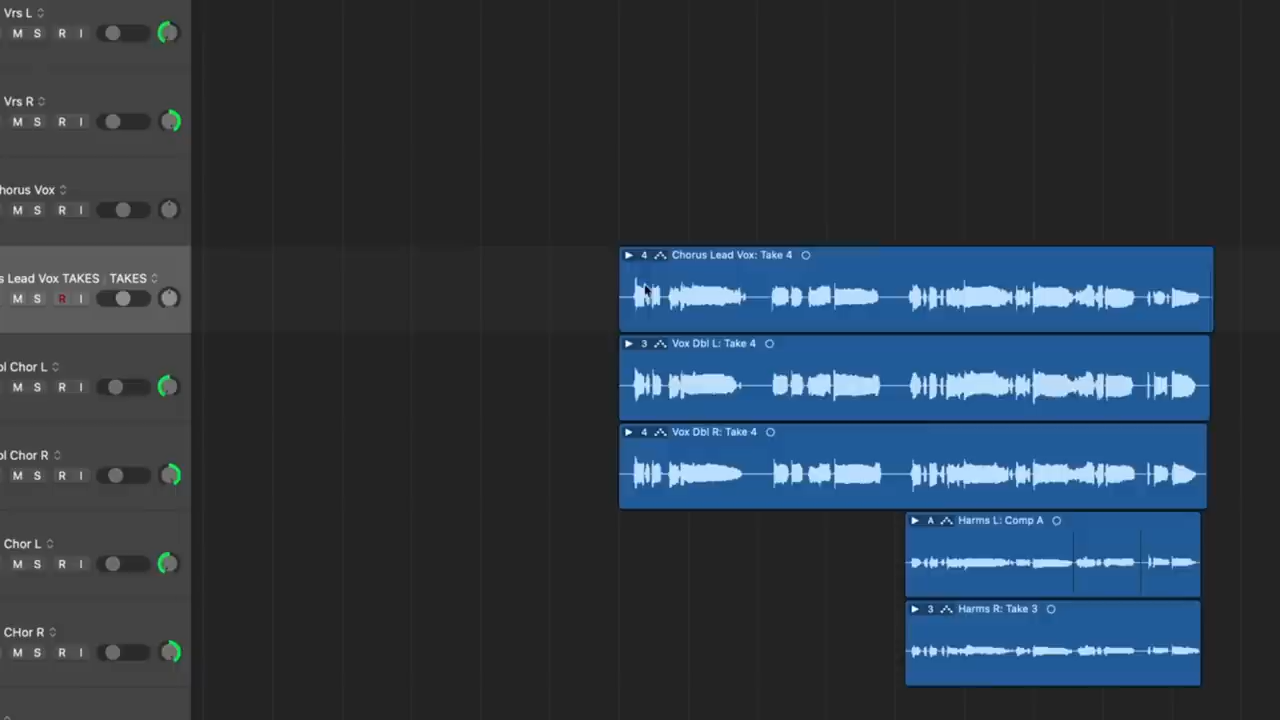 Vrs L
M S R I
Vrs R
M S R I
horus Vox
M S R I
4 Chorus Lead Vox: Take 4
s Lead Vox TAKES TAKES
M S R I
3 Vox Dbl L: Take 4
ol Chor L
M S R I
4 Vox Dbl R: Take 4
ol Chor R
M S R I
A Harms L: Comp A
Chor L
M S R I
3 Harms R: Take 3
CHor R
M S R I